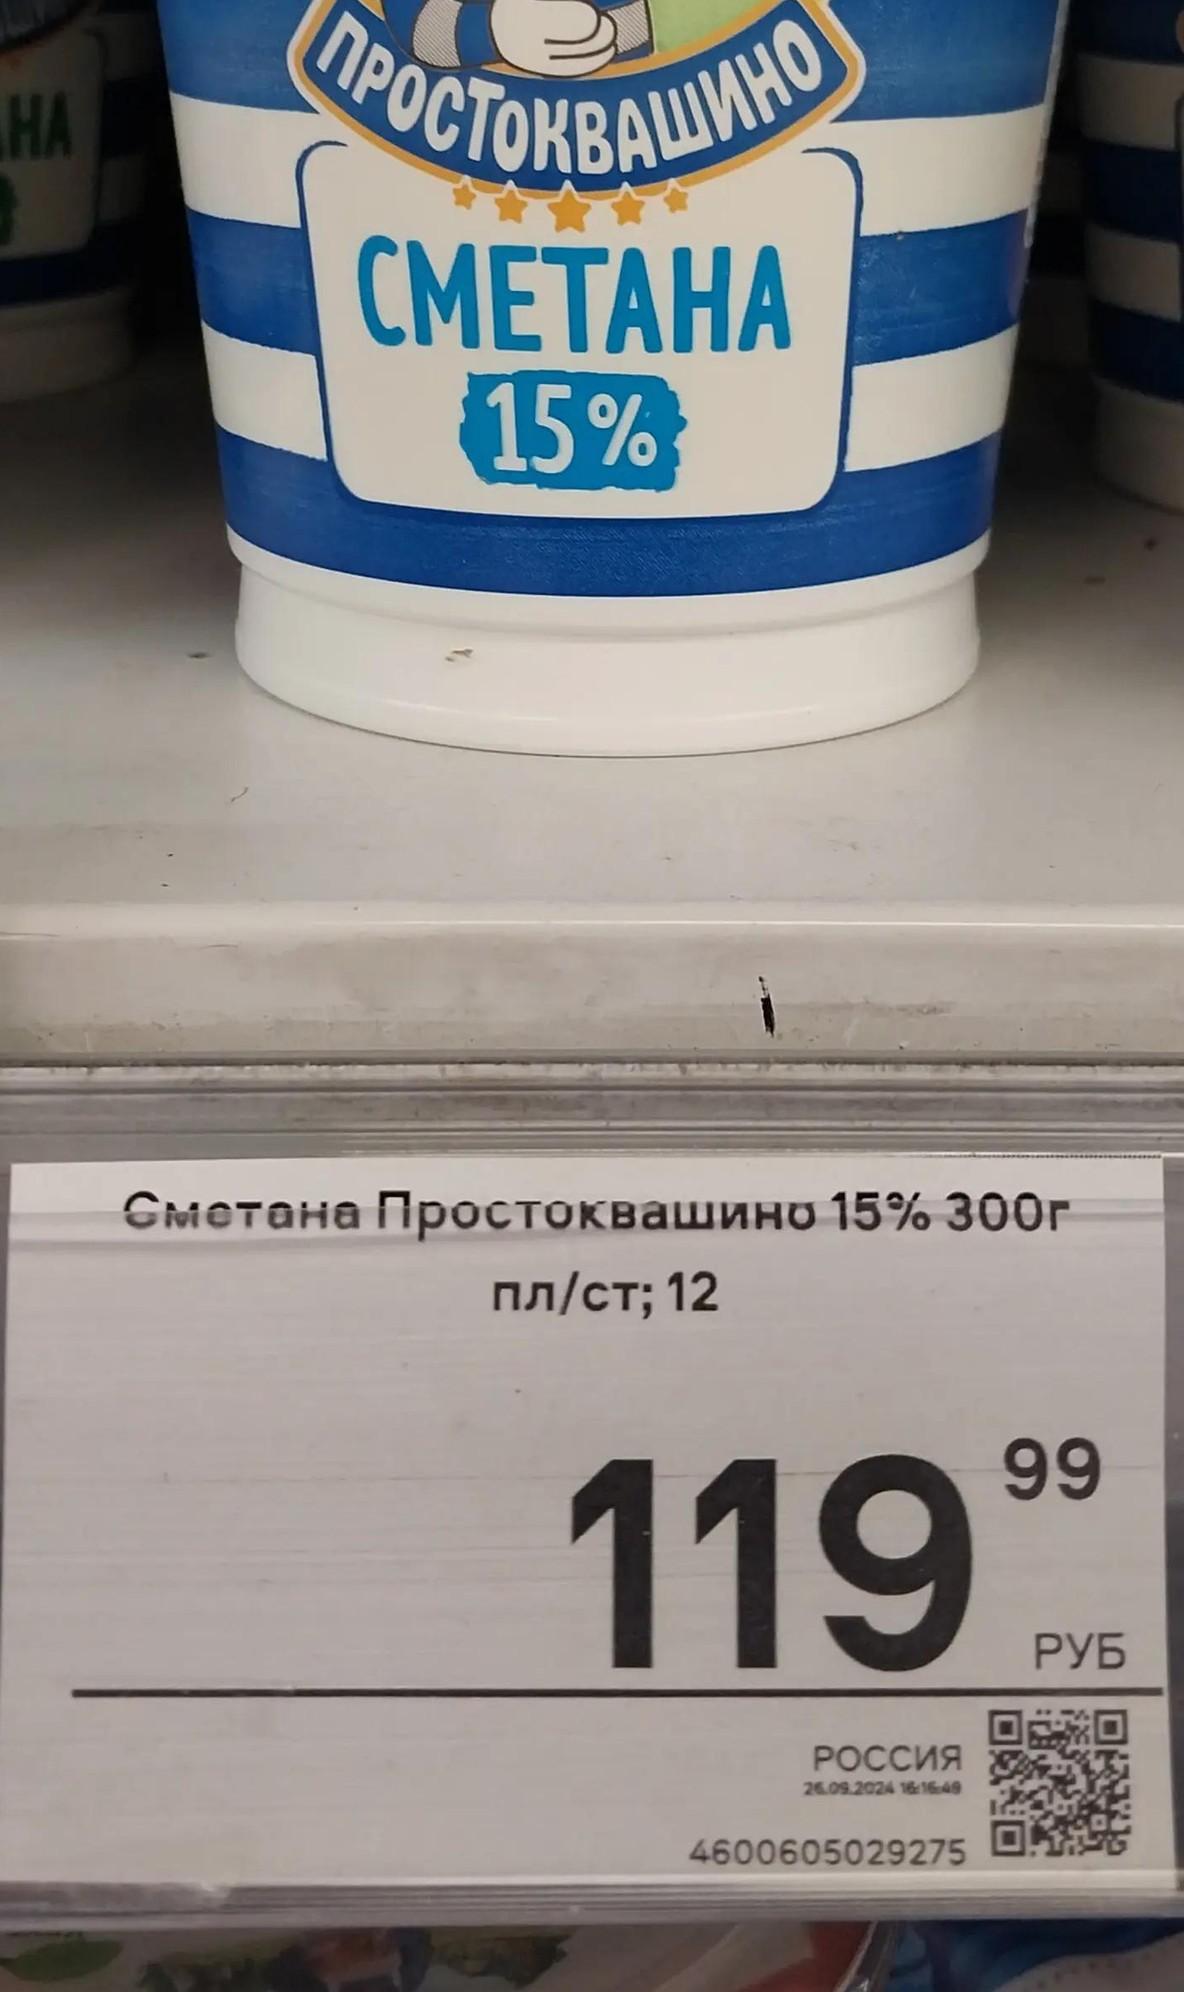 ПРОСТОКВАШИНО
СМЕТАНА
15%
Сметана Простоквашино 15% 300г
пл/ст; 12
119 99
РУБ
РОССИЯ
26.09.2024 16:16:49
4600605029275